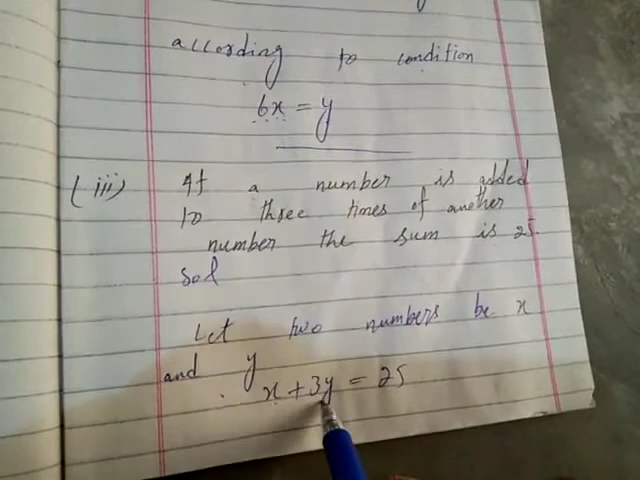 according to condition
6x = y
(iii) If a number is added
to three times of another
number the sum is 25.
sol
Let two numbers be x
and y
x + 3y = 25